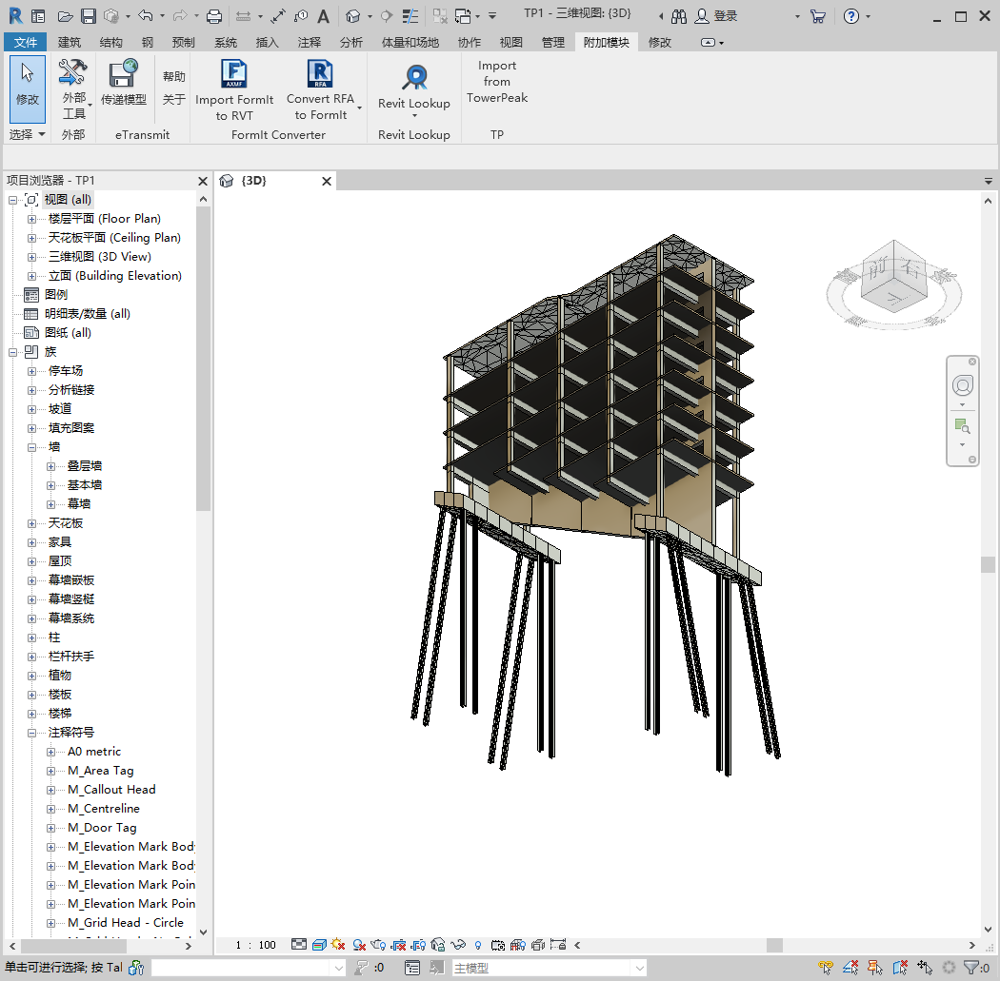 TP1 - 三维视图: {3D}
登录
文件 建筑 结构 钢 预制 系统 插入 注释 分析 体量和场地 协作 视图 管理 附加模块 修改
修改
外部
工具
传递模型
帮助
关于
Import FormIt
to RVT
Convert RFA
to FormIt
Revit Lookup
Import
from
TowerPeak
选择 外部 eTransmit FormIt Converter Revit Lookup TP
项目浏览器 - TP1
{3D}
视图 (all)
楼层平面 (Floor Plan)
天花板平面 (Ceiling Plan)
三维视图 (3D View)
立面 (Building Elevation)
图例
明细表/数量 (all)
图纸 (all)
族
停车场
分析链接
坡道
填充图案
墙
叠层墙
基本墙
幕墙
天花板
家具
屋顶
幕墙嵌板
幕墙竖梃
幕墙系统
柱
栏杆扶手
植物
楼板
楼梯
注释符号
A0 metric
M_Area Tag
M_Callout Head
M_Centreline
M_Door Tag
M_Elevation Mark Body
M_Elevation Mark Body
M_Elevation Mark Poin
M_Elevation Mark Poin
M_Grid Head - Circle
前 右
上
1 : 100
单击可进行选择; 按 Tal
:0
主模型
:0